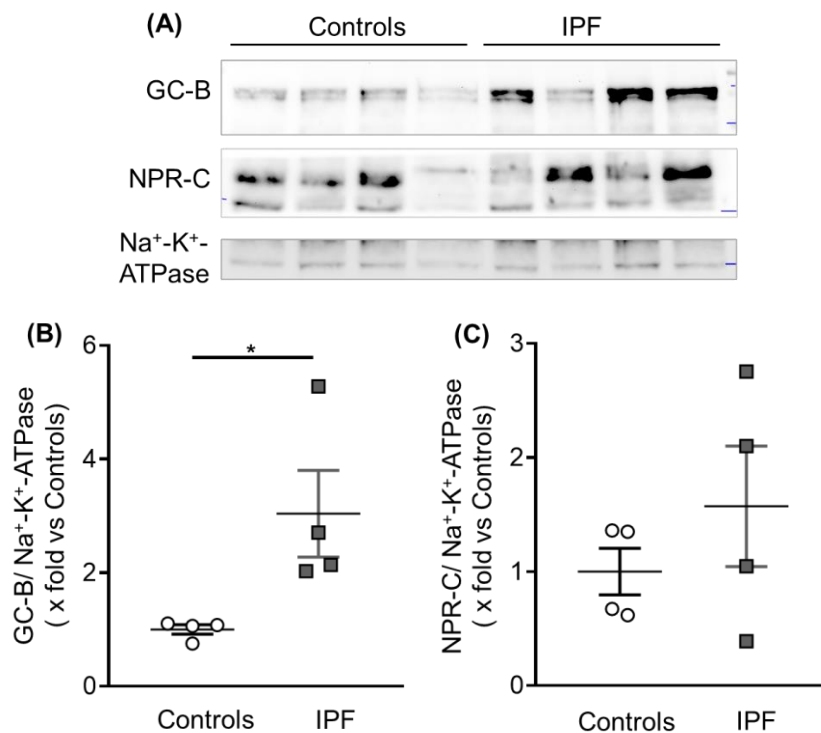 (A)
Controls IPF
GC-B
NPR-C
Na⁺-K⁺-
ATPase
(B)
GC-B/ Na⁺-K⁺-ATPase
( x fold vs Controls)
6
4
2
0
*
Controls IPF
(C)
NPR-C/ Na⁺-K⁺-ATPase
( x fold vs Controls)
3
2
1
0
Controls IPF